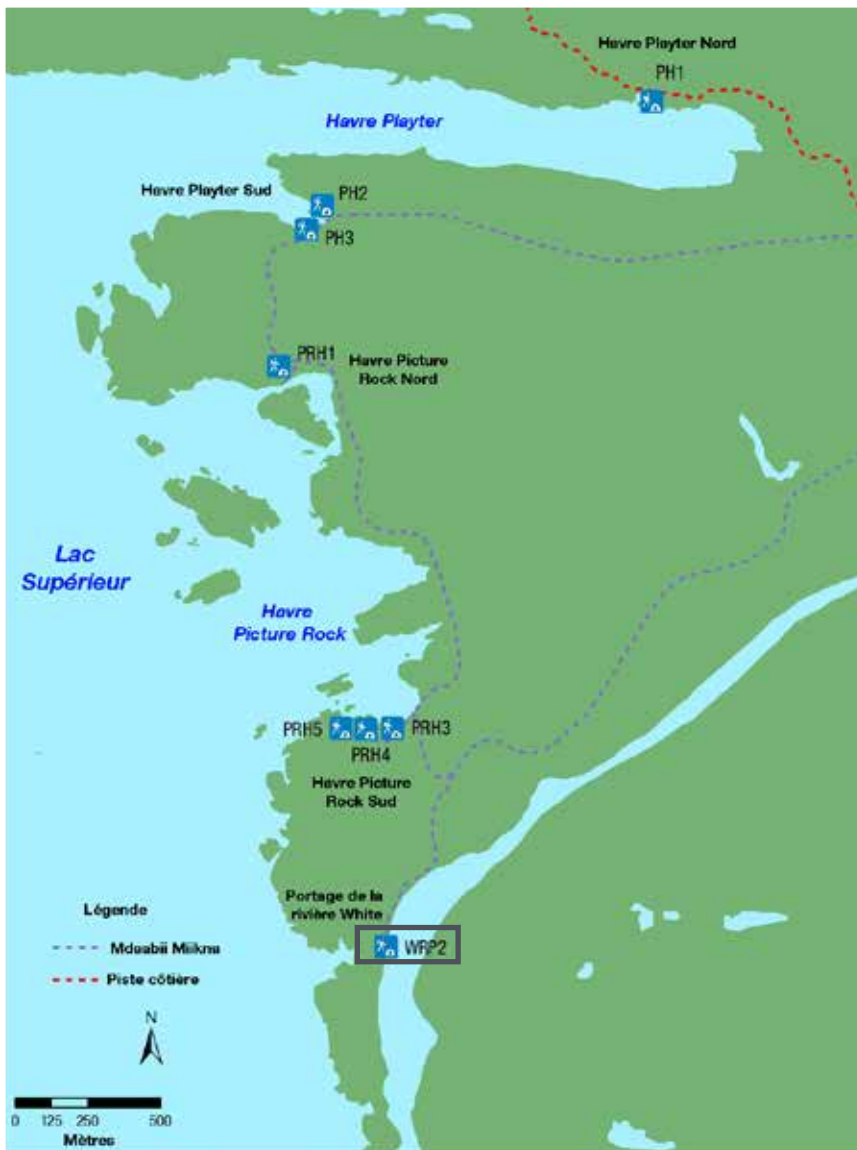 Havre Playter Nord
PH1
Havre Playter
Havre Playter Sud
PH2
PH3
PRH1
Havre Picture
Rock Nord
Lac
Supérieur
Havre
Picture Rock
PRH5
PRH3
PRH4
Havre Picture
Rock Sud
Portage de la
rivière White
WRP2
Légende
Mdaabii Miikna
Piste côtière
N
0 125 250 500
Mètres